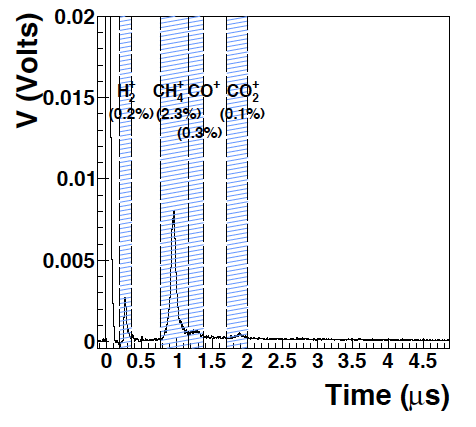 V (Volts)
0.02
0.015
0.01
0.005
0
H₂⁺ CH₄⁺ CO⁺ CO₂⁺
(0.2%) (2.3%) (0.1%)
(0.3%)
0 0.5 1 1.5 2 2.5 3 3.5 4 4.5
Time (μs)